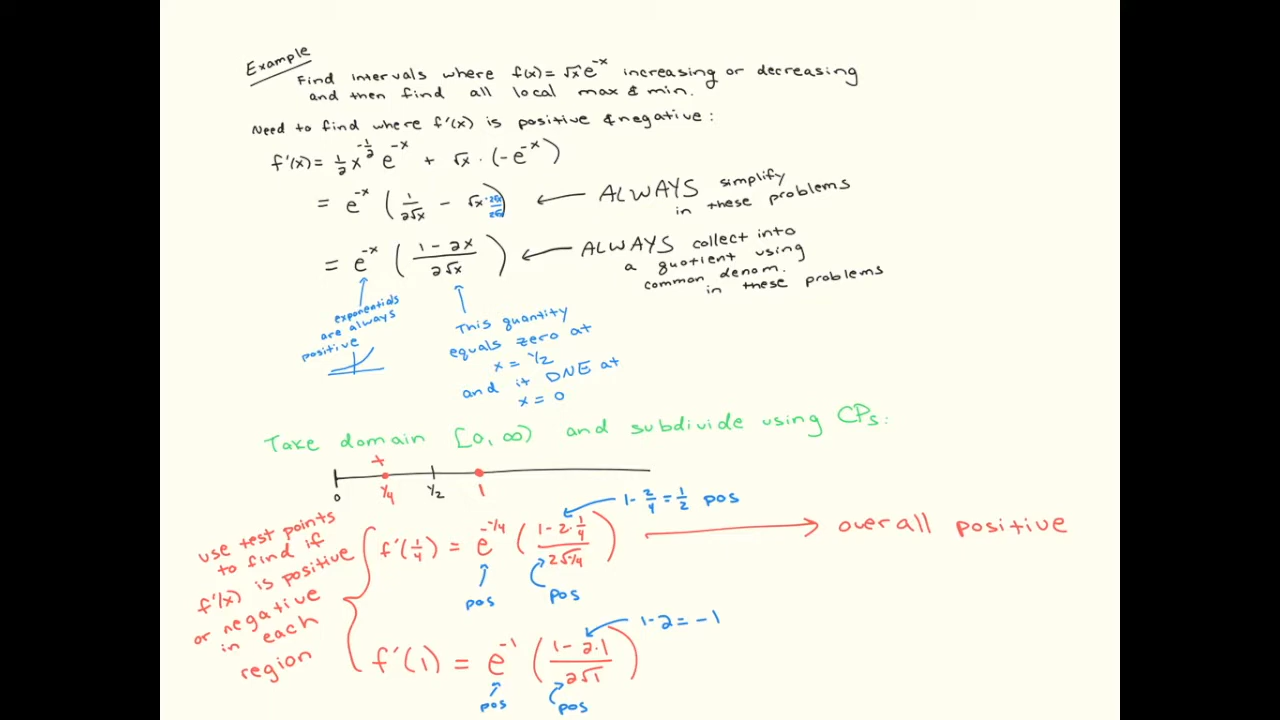 Example
Find intervals where f(x) = √x e^-x increasing or decreasing
and then find all local max & min.
Need to find where f'(x) is positive & negative:
f'(x) = 1/2 x^-1/2 e^-x + √x · (-e^-x)
= e^-x ( 1/2√x - √x · 2√x/2√x )
← ALWAYS simplify
in these problems
= e^-x ( 1 - 2x / 2√x )
← ALWAYS collect into
a quotient using
common denom.
in these problems
exponentials
are always
positive
This quantity
equals zero at
x = 1/2
and it DNE at
x = 0
Take domain [0, ∞) and subdivide using CPs:
+
0 1/4 1/2 1
use test points
to find if
f'(x) is positive
or negative
in each
region
1 - 2/4 = 1/2 pos
f'(1/4) = e^-1/4 ( 1 - 2 · 1/4 / 2√1/4 ) → overall positive
pos pos
1 - 2 = -1
f'(1) = e^-1 ( 1 - 2·1 / 2√1 )
pos pos